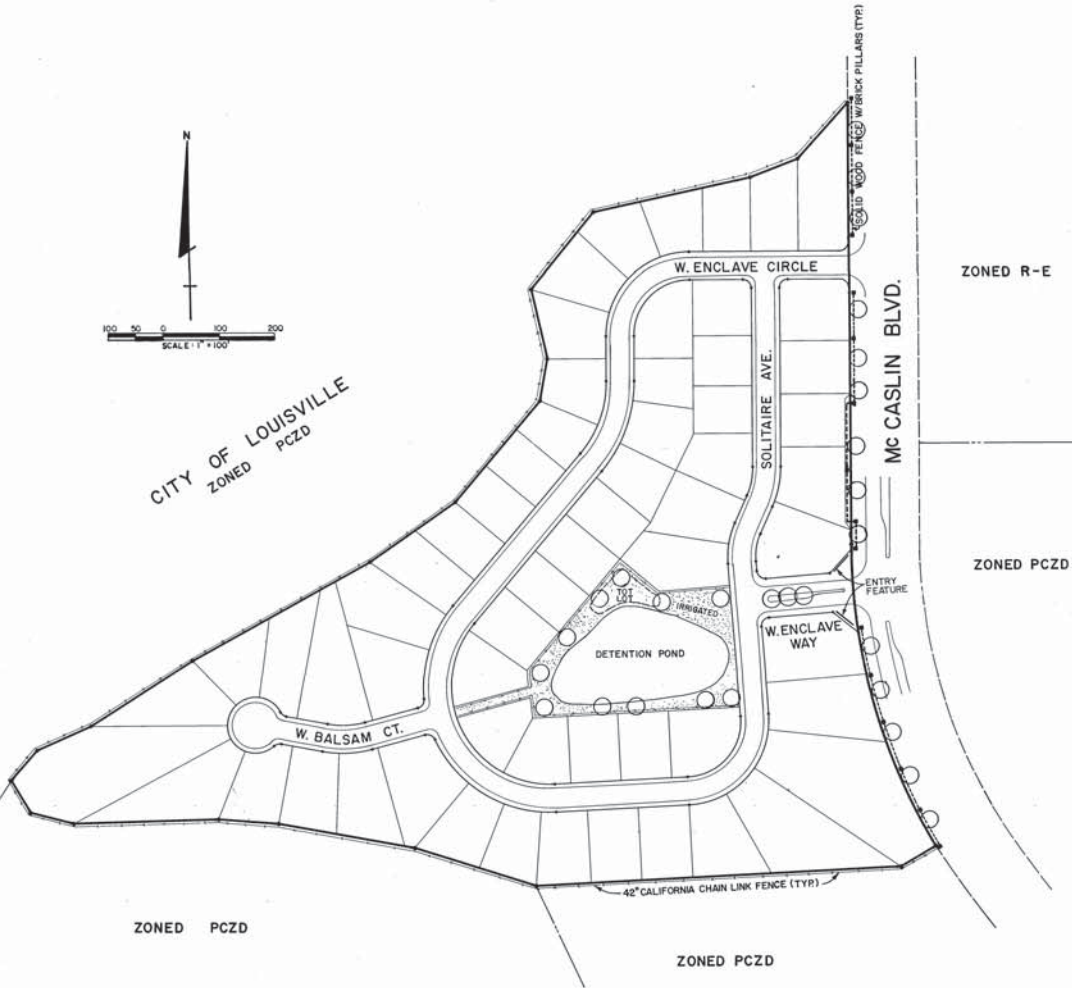 SOLID WOOD FENCE W/BRICK PILLARS (TYP.)
N
100 50 0 100 200
SCALE : 1" = 100'
W. ENCLAVE CIRCLE
ZONED R-E
MC CASLIN BLVD.
SOLITAIRE AVE.
CITY OF LOUISVILLE
ZONED PCZD
ZONED PCZD
ENTRY
FEATURE
TOT
LOT
IRRIGATED
W. ENCLAVE
WAY
DETENTION POND
W. BALSAM CT.
42" CALIFORNIA CHAIN LINK FENCE (TYP.)
ZONED PCZD
ZONED PCZD